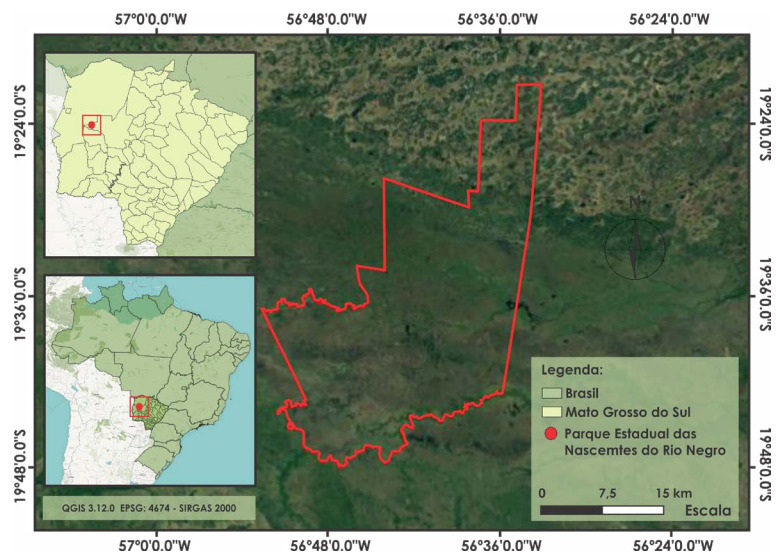 57°0'0.0"W 56°48'0.0"W 56°36'0.0"W 56°24'0.0"W
19°24'0.0"S
19°24'0.0"S
N
19°36'0.0"S
19°36'0.0"S
Legenda:
Brasil
Mato Grosso do Sul
Parque Estadual das
Nascemtes do Rio Negro
19°48'0.0"S
19°48'0.0"S
0 7,5 15 km
Escala
QGIS 3.12.0 EPSG: 4674 - SIRGAS 2000
57°0'0.0"W 56°48'0.0"W 56°36'0.0"W 56°24'0.0"W